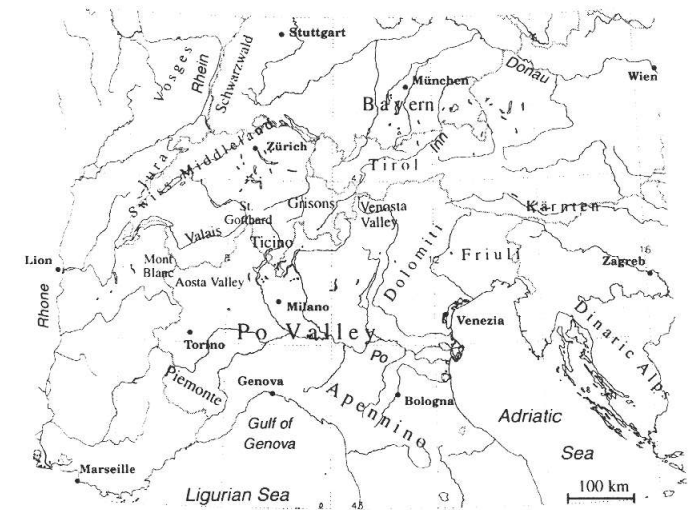 Stuttgart
Vosges
Rhein
Schwarzwald
Donau
Wien
München
Bayern
Inn
Zürich
Jura
Swiss Middleland
Tirol
St.
Gotthard
Grisons
Venosta
Valley
Kärnten
Valais
Ticino
Dolomiti
Friuli
16
Lion
Mont
Blanc
Aosta Valley
Zagreb
Rhone
Milano
Venezia
Dinaric Alps
Po Valley
Torino
Po
Piemonte
Genova
Apennino
Bologna
Gulf of
Genova
Adriatic
Sea
Marseille
Ligurian Sea
100 km